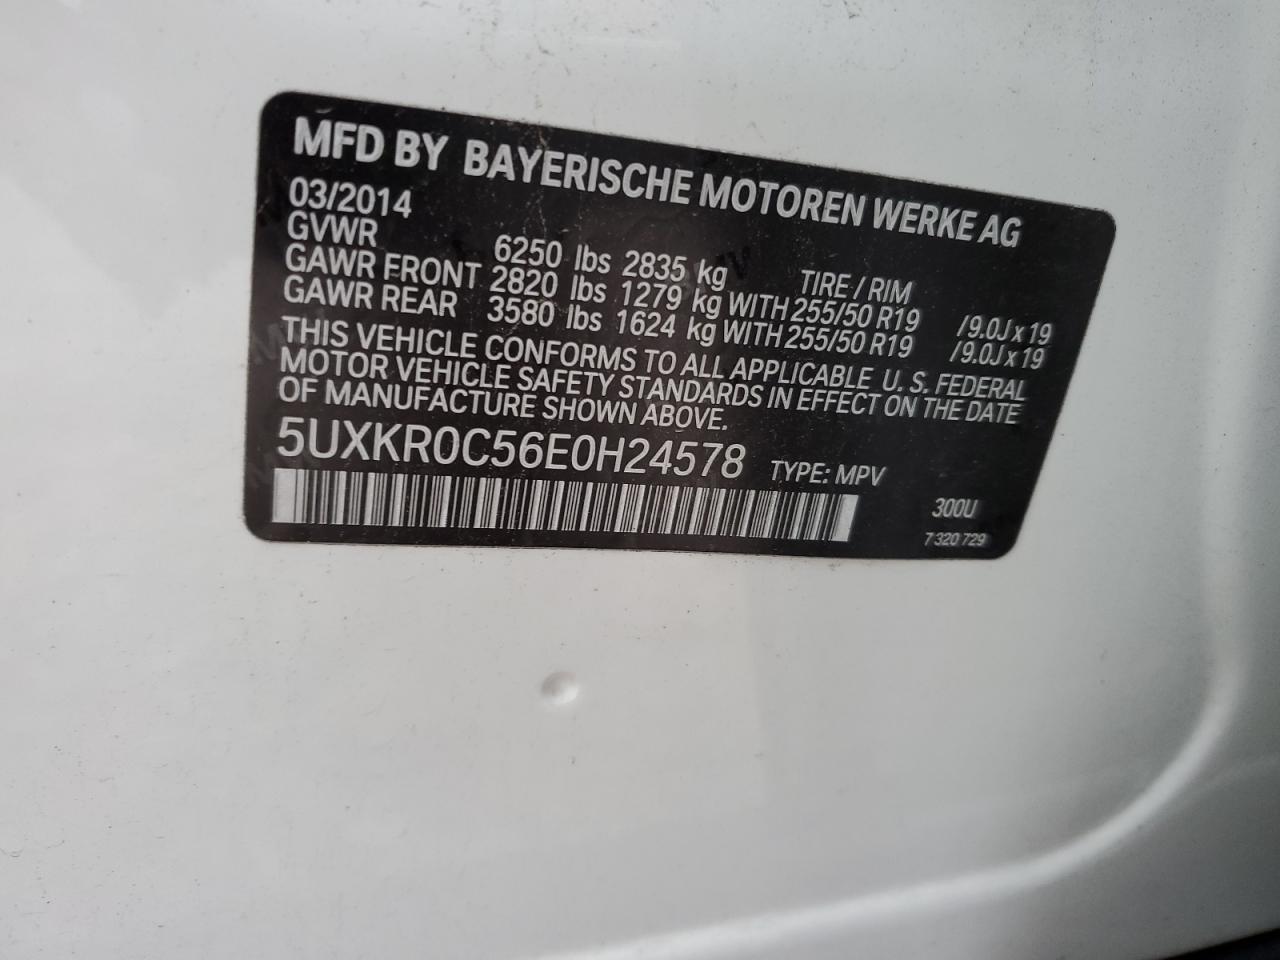 MFD BY BAYERISCHE MOTOREN WERKE AG
03/2014
GVWR 6250 lbs 2835 kg TIRE / RIM
GAWR FRONT 2820 lbs 1279 kg WITH 255/50 R19 /9.0J x 19
GAWR REAR 3580 lbs 1624 kg WITH 255/50 R19 /9.0J x 19
THIS VEHICLE CONFORMS TO ALL APPLICABLE U. S. FEDERAL
MOTOR VEHICLE SAFETY STANDARDS IN EFFECT ON THE DATE
OF MANUFACTURE SHOWN ABOVE.
5UXKR0C56E0H24578 TYPE: MPV
300U
7 320 729